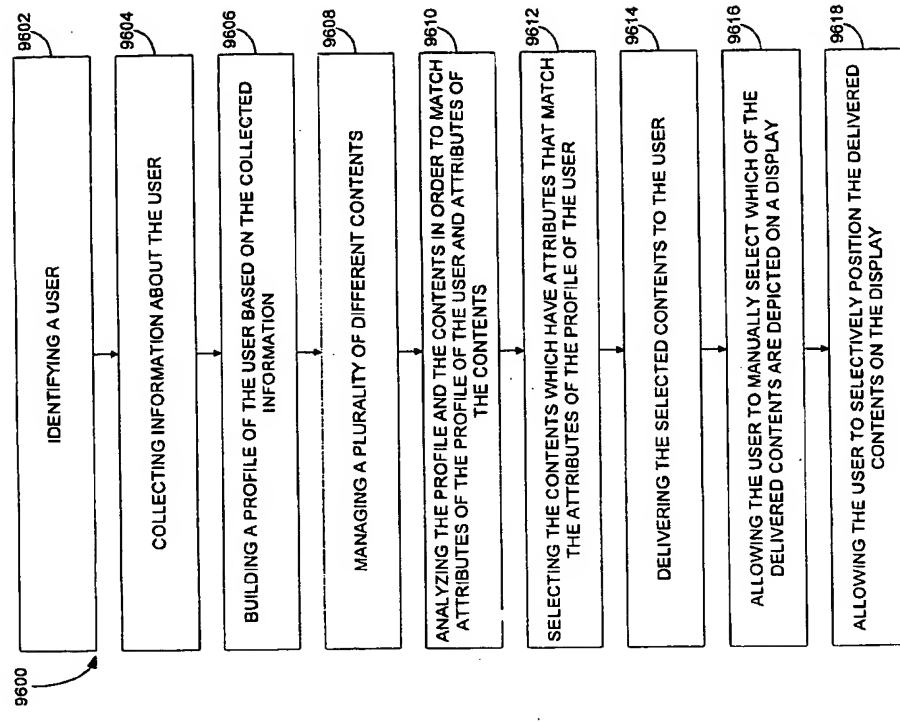 9600
9602
IDENTIFYING A USER
9604
COLLECTING INFORMATION ABOUT THE USER
9606
BUILDING A PROFILE OF THE USER BASED ON THE COLLECTED
INFORMATION
9608
MANAGING A PLURALITY OF DIFFERENT CONTENTS
9610
ANALYZING THE PROFILE AND THE CONTENTS IN ORDER TO MATCH
ATTRIBUTES OF THE PROFILE OF THE USER AND ATTRIBUTES OF
THE CONTENTS
9612
SELECTING THE CONTENTS WHICH HAVE ATTRIBUTES THAT MATCH
THE ATTRIBUTES OF THE PROFILE OF THE USER
9614
DELIVERING THE SELECTED CONTENTS TO THE USER
9616
ALLOWING THE USER TO MANUALLY SELECT WHICH OF THE
DELIVERED CONTENTS ARE DEPICTED ON A DISPLAY
9618
ALLOWING THE USER TO SELECTIVELY POSITION THE DELIVERED
CONTENTS ON THE DISPLAY